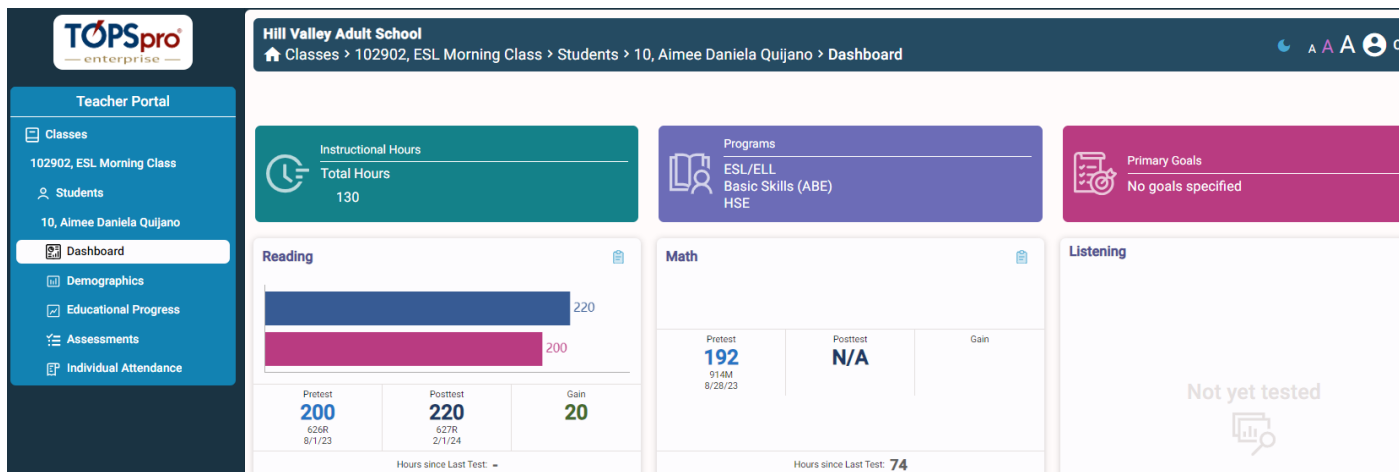 TOPSpro
enterprise
Teacher Portal
Classes
102902, ESL Morning Class
Students
10, Aimee Daniela Quijano
Dashboard
Demographics
Educational Progress
Assessments
Individual Attendance
Hill Valley Adult School
Classes > 102902, ESL Morning Class > Students > 10, Aimee Daniela Quijano > Dashboard
A A A
Instructional Hours
Total Hours
130
Programs
ESL/ELL
Basic Skills (ABE)
HSE
Primary Goals
No goals specified
Reading
220
200
Pretest Posttest Gain
200 220 20
626R 627R
8/1/23 2/1/24
Hours since Last Test: -
Math
Pretest Posttest Gain
192 N/A
914M
8/28/23
Hours since Last Test: 74
Listening
Not yet tested